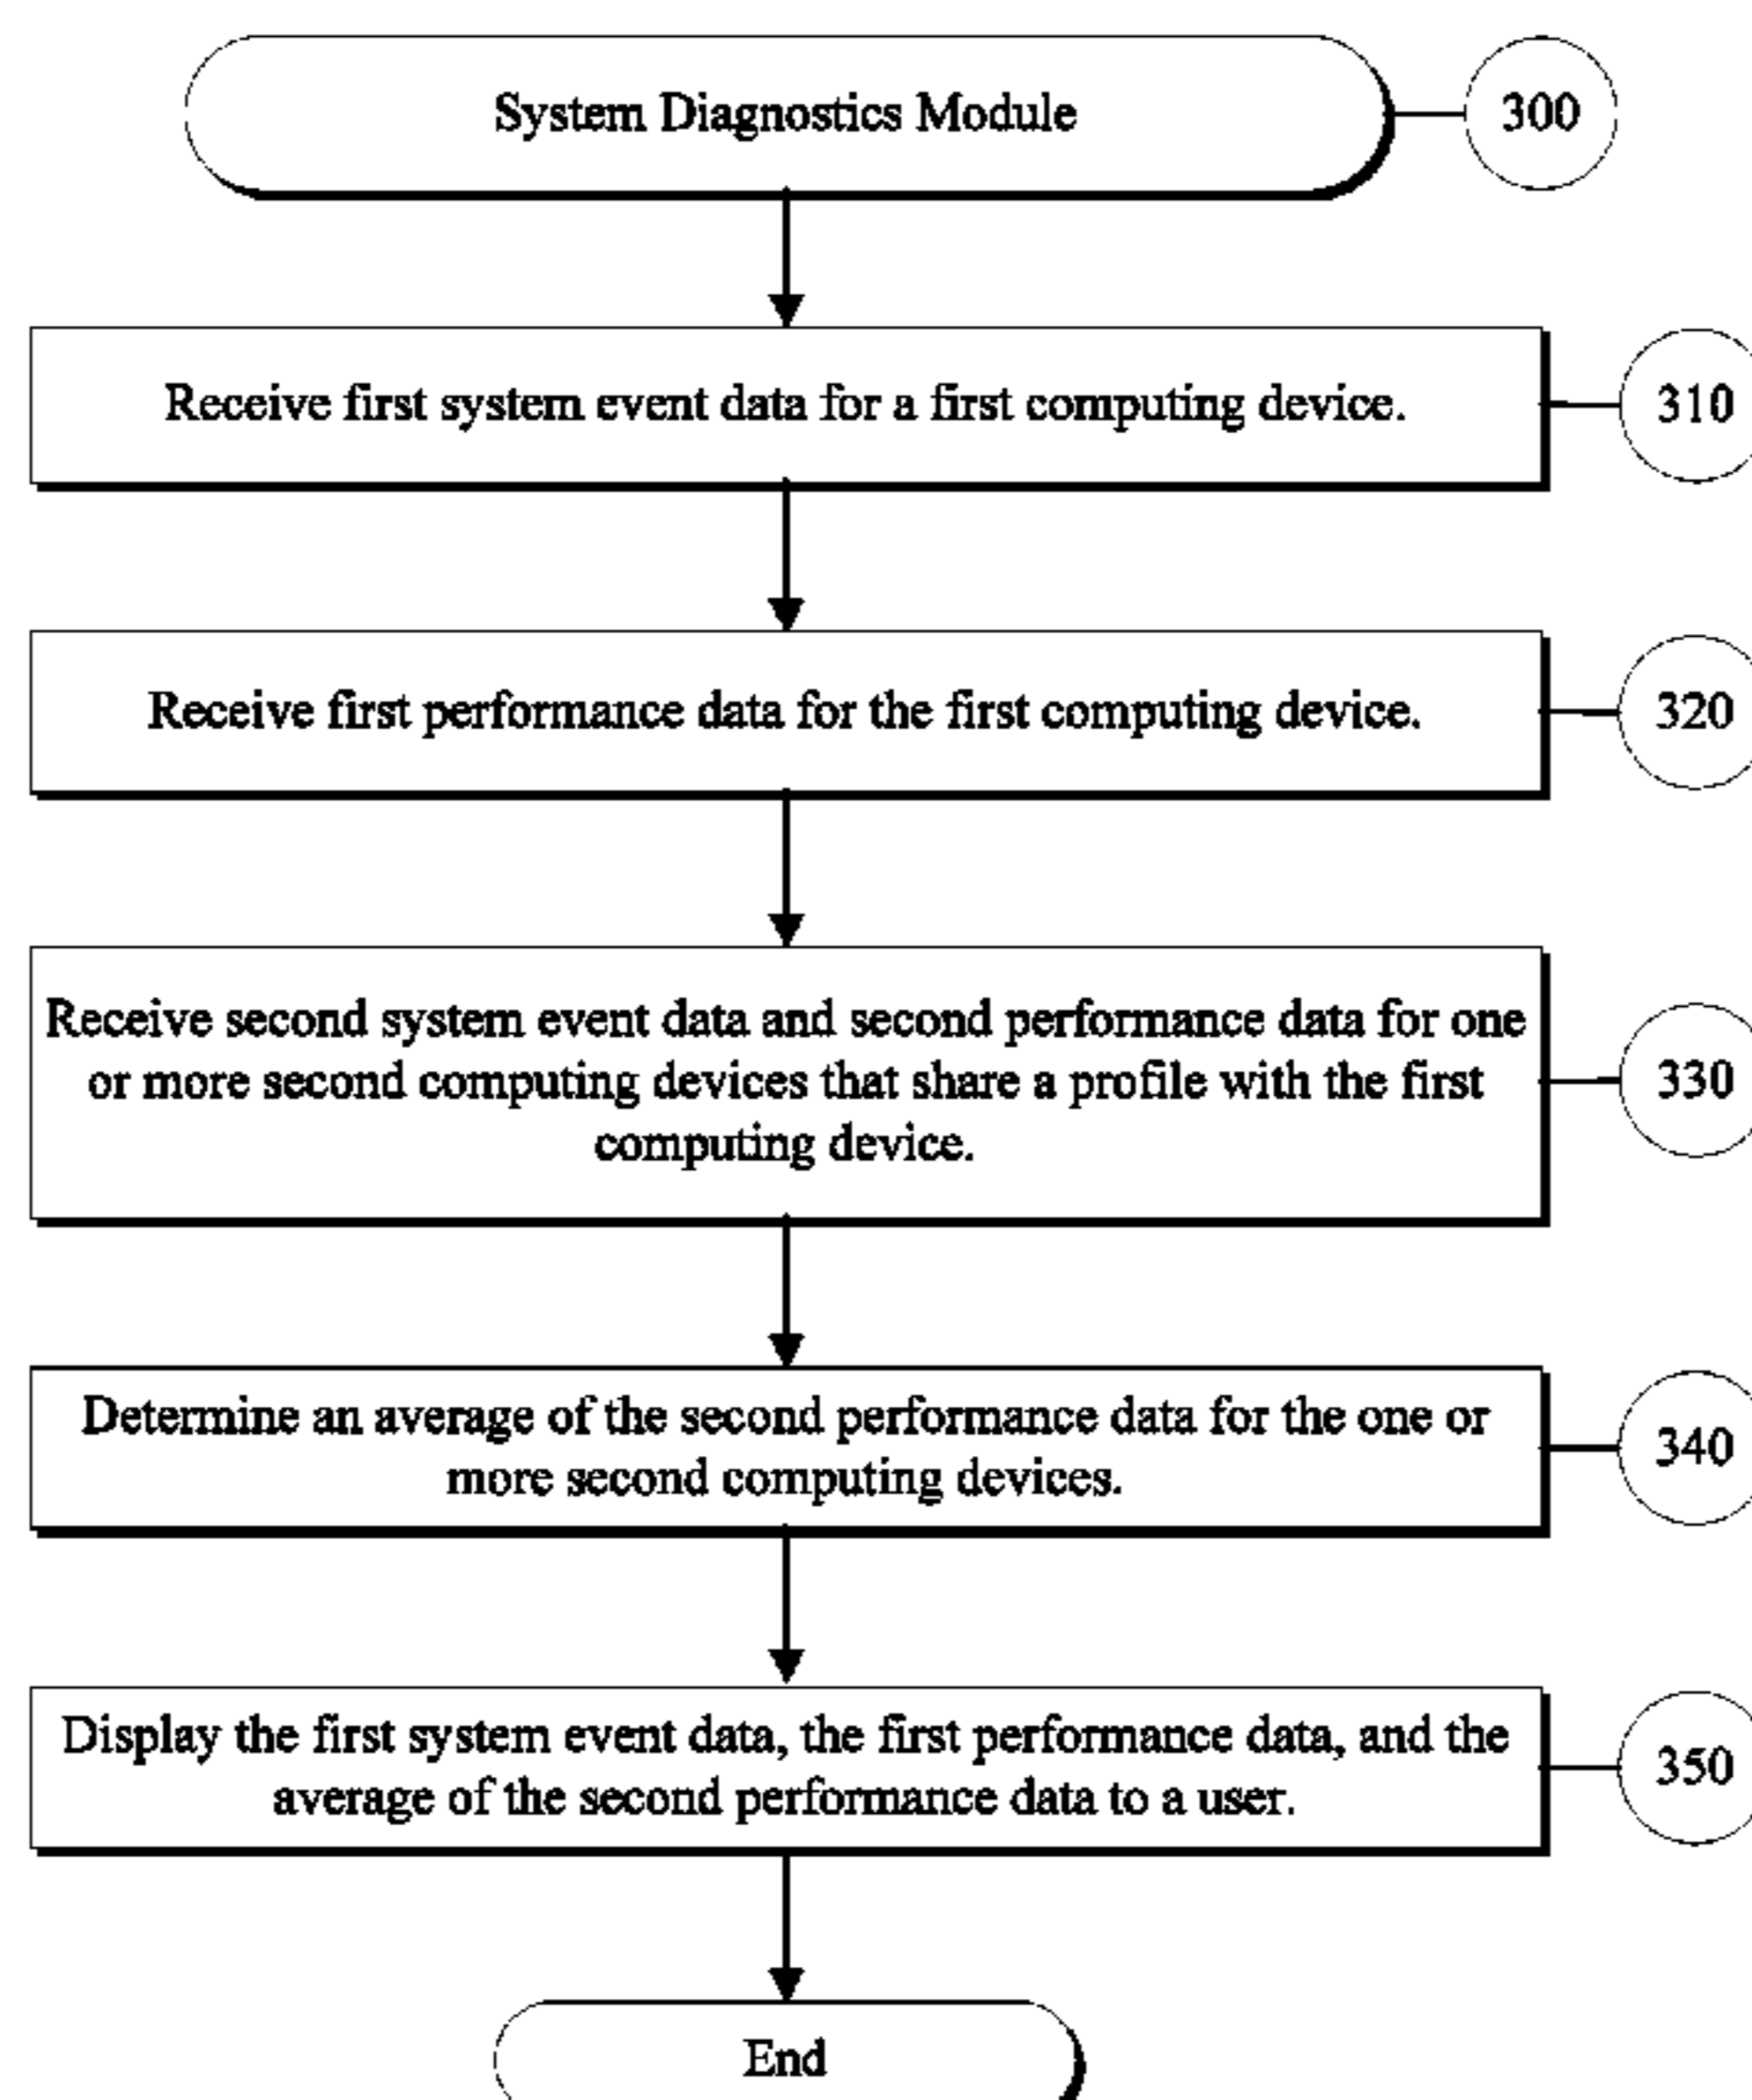 System Diagnostics Module
300
Receive first system event data for a first computing device.
310
Receive first performance data for the first computing device.
320
Receive second system event data and second performance data for one
or more second computing devices that share a profile with the first
computing device.
330
Determine an average of the second performance data for the one or
more second computing devices.
340
Display the first system event data, the first performance data, and the
average of the second performance data to a user.
350
End